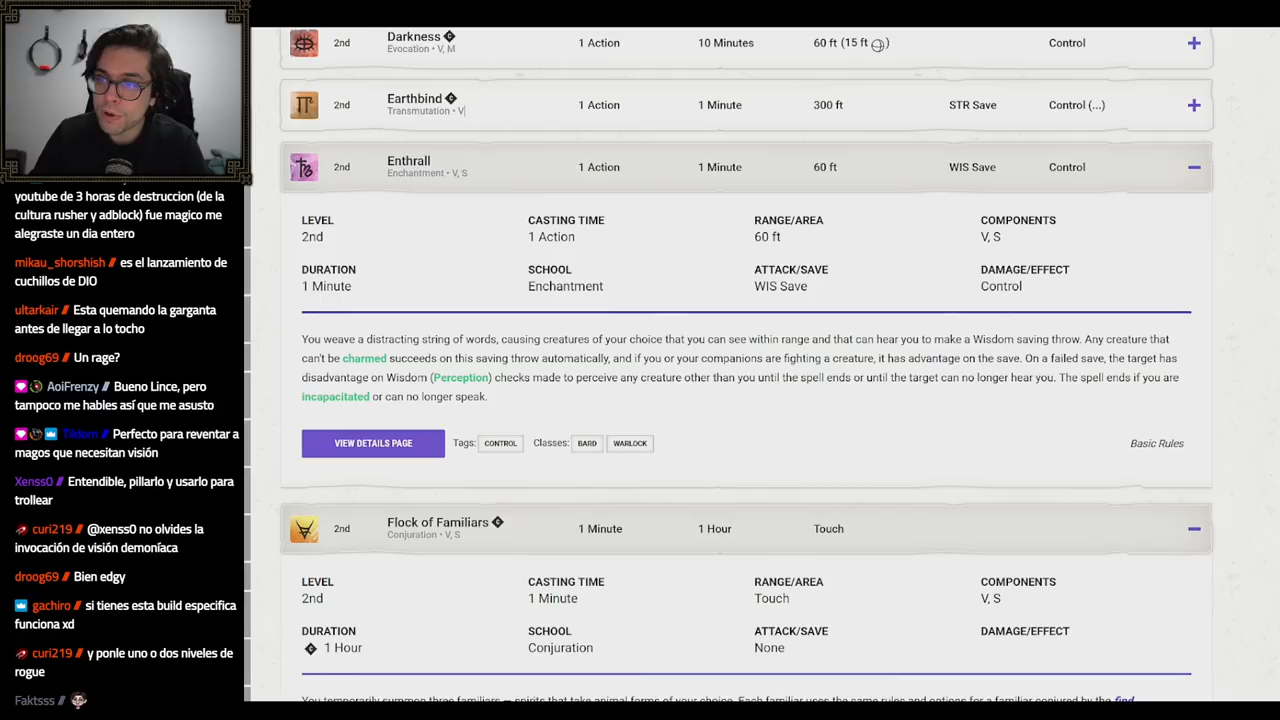 youtube de 3 horas de destruccion (de la
cultura rusher y adblock) fue magico me
alegraste un dia entero
mikau_shorshish // es el lanzamiento de
cuchillos de DIO
ultarkair // Esta quemando la garganta
antes de llegar a lo tocho
droog69 // Un rage?
AoiFrenzy // Bueno Lince, pero
tampoco me hables así que me asusto
Tildom // Perfecto para reventar a
magos que necesitan visión
Xenss0 // Entendible, pillarlo y usarlo para
trollear
curi219 // @xenss0 no olvides la
invocación de visión demoníaca
droog69 // Bien edgy
gachiro // si tienes esta build especifica
funciona xd
curi219 // y ponle uno o dos niveles de
rogue
Faktsss //
2nd Darkness 1 Action 10 Minutes 60 ft (15 ft ) Control
Evocation • V, M
2nd Earthbind 1 Action 1 Minute 300 ft STR Save Control (...)
Transmutation • V
2nd Enthrall 1 Action 1 Minute 60 ft WIS Save Control
Enchantment • V, S
LEVEL CASTING TIME RANGE/AREA COMPONENTS
2nd 1 Action 60 ft V, S
DURATION SCHOOL ATTACK/SAVE DAMAGE/EFFECT
1 Minute Enchantment WIS Save Control
You weave a distracting string of words, causing creatures of your choice that you can see within range and that can hear you to make a Wisdom saving throw. Any creature that
can't be charmed succeeds on this saving throw automatically, and if you or your companions are fighting a creature, it has advantage on the save. On a failed save, the target has
disadvantage on Wisdom (Perception) checks made to perceive any creature other than you until the spell ends or until the target can no longer hear you. The spell ends if you are
incapacitated or can no longer speak.
VIEW DETAILS PAGE Tags: CONTROL Classes: BARD WARLOCK Basic Rules
2nd Flock of Familiars 1 Minute 1 Hour Touch
Conjuration • V, S
LEVEL CASTING TIME RANGE/AREA COMPONENTS
2nd 1 Minute Touch V, S
DURATION SCHOOL ATTACK/SAVE DAMAGE/EFFECT
1 Hour Conjuration None